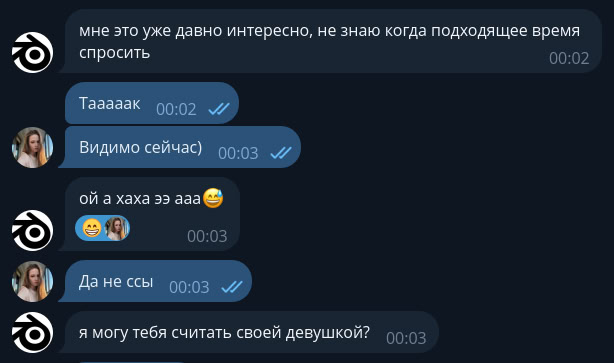 мне это уже давно интересно, не знаю когда подходящее время
спросить
00:02
Тааааак 00:02
Видимо сейчас) 00:03
ой а хаха ээ ааа😅
😁
00:03
Да не ссы 00:03
я могу тебя считать своей девушкой? 00:03